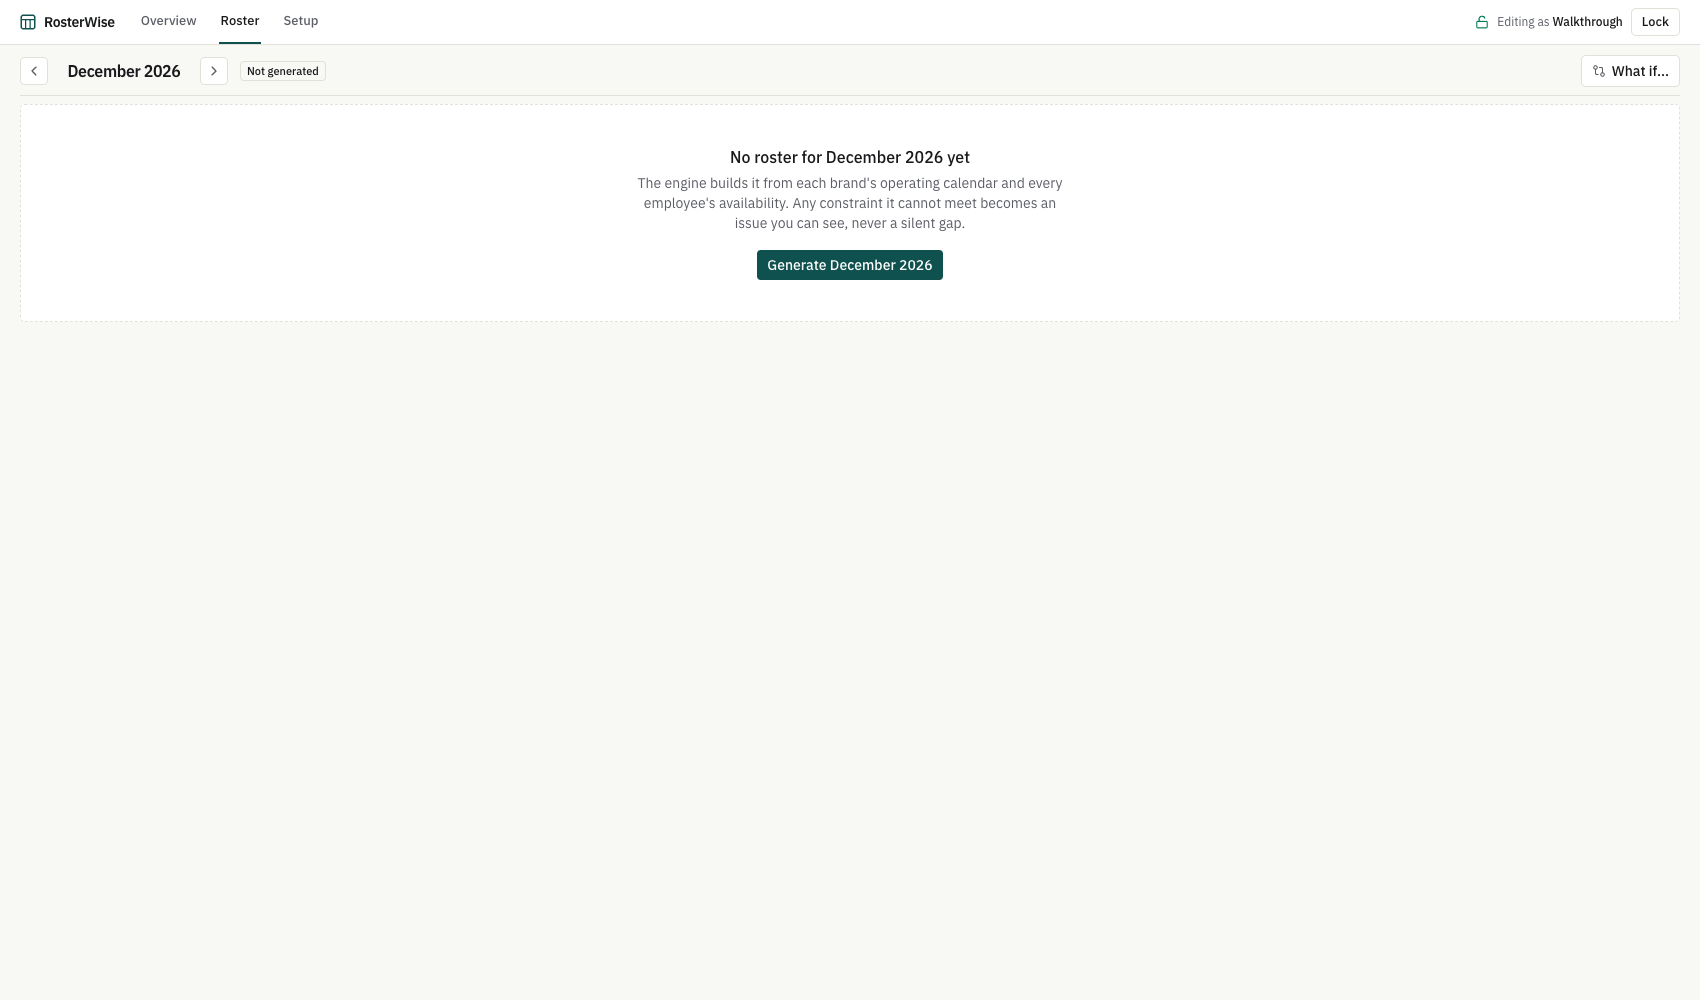 RosterWise
Overview
Roster
Setup
Editing as Walkthrough
Lock
December 2026
Not generated
What if...
No roster for December 2026 yet
The engine builds it from each brand's operating calendar and every
employee's availability. Any constraint it cannot meet becomes an
issue you can see, never a silent gap.
Generate December 2026